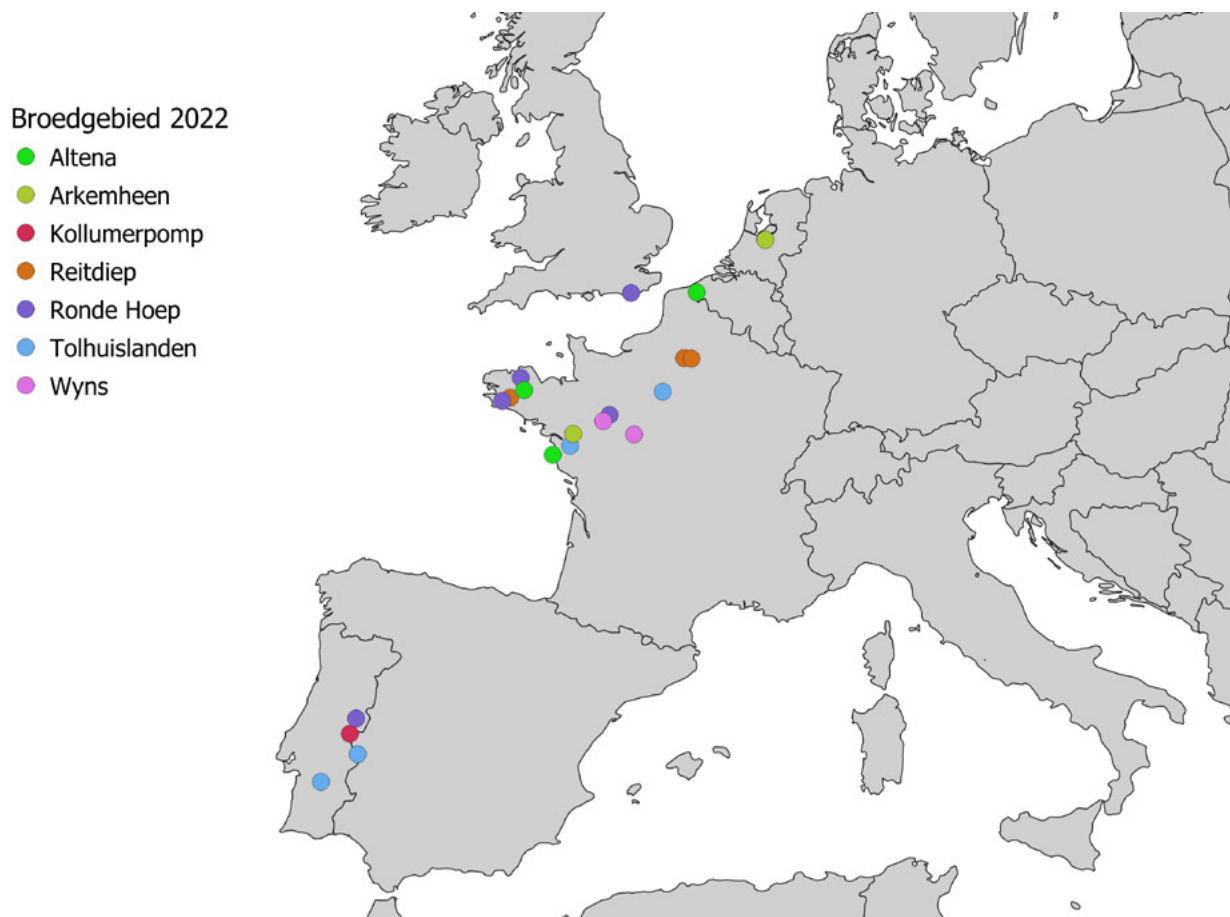 Broedgebied 2022
Altena
Arkemheen
Kollumerpomp
Reitdiep
Ronde Hoep
Tolhuislanden
Wyns